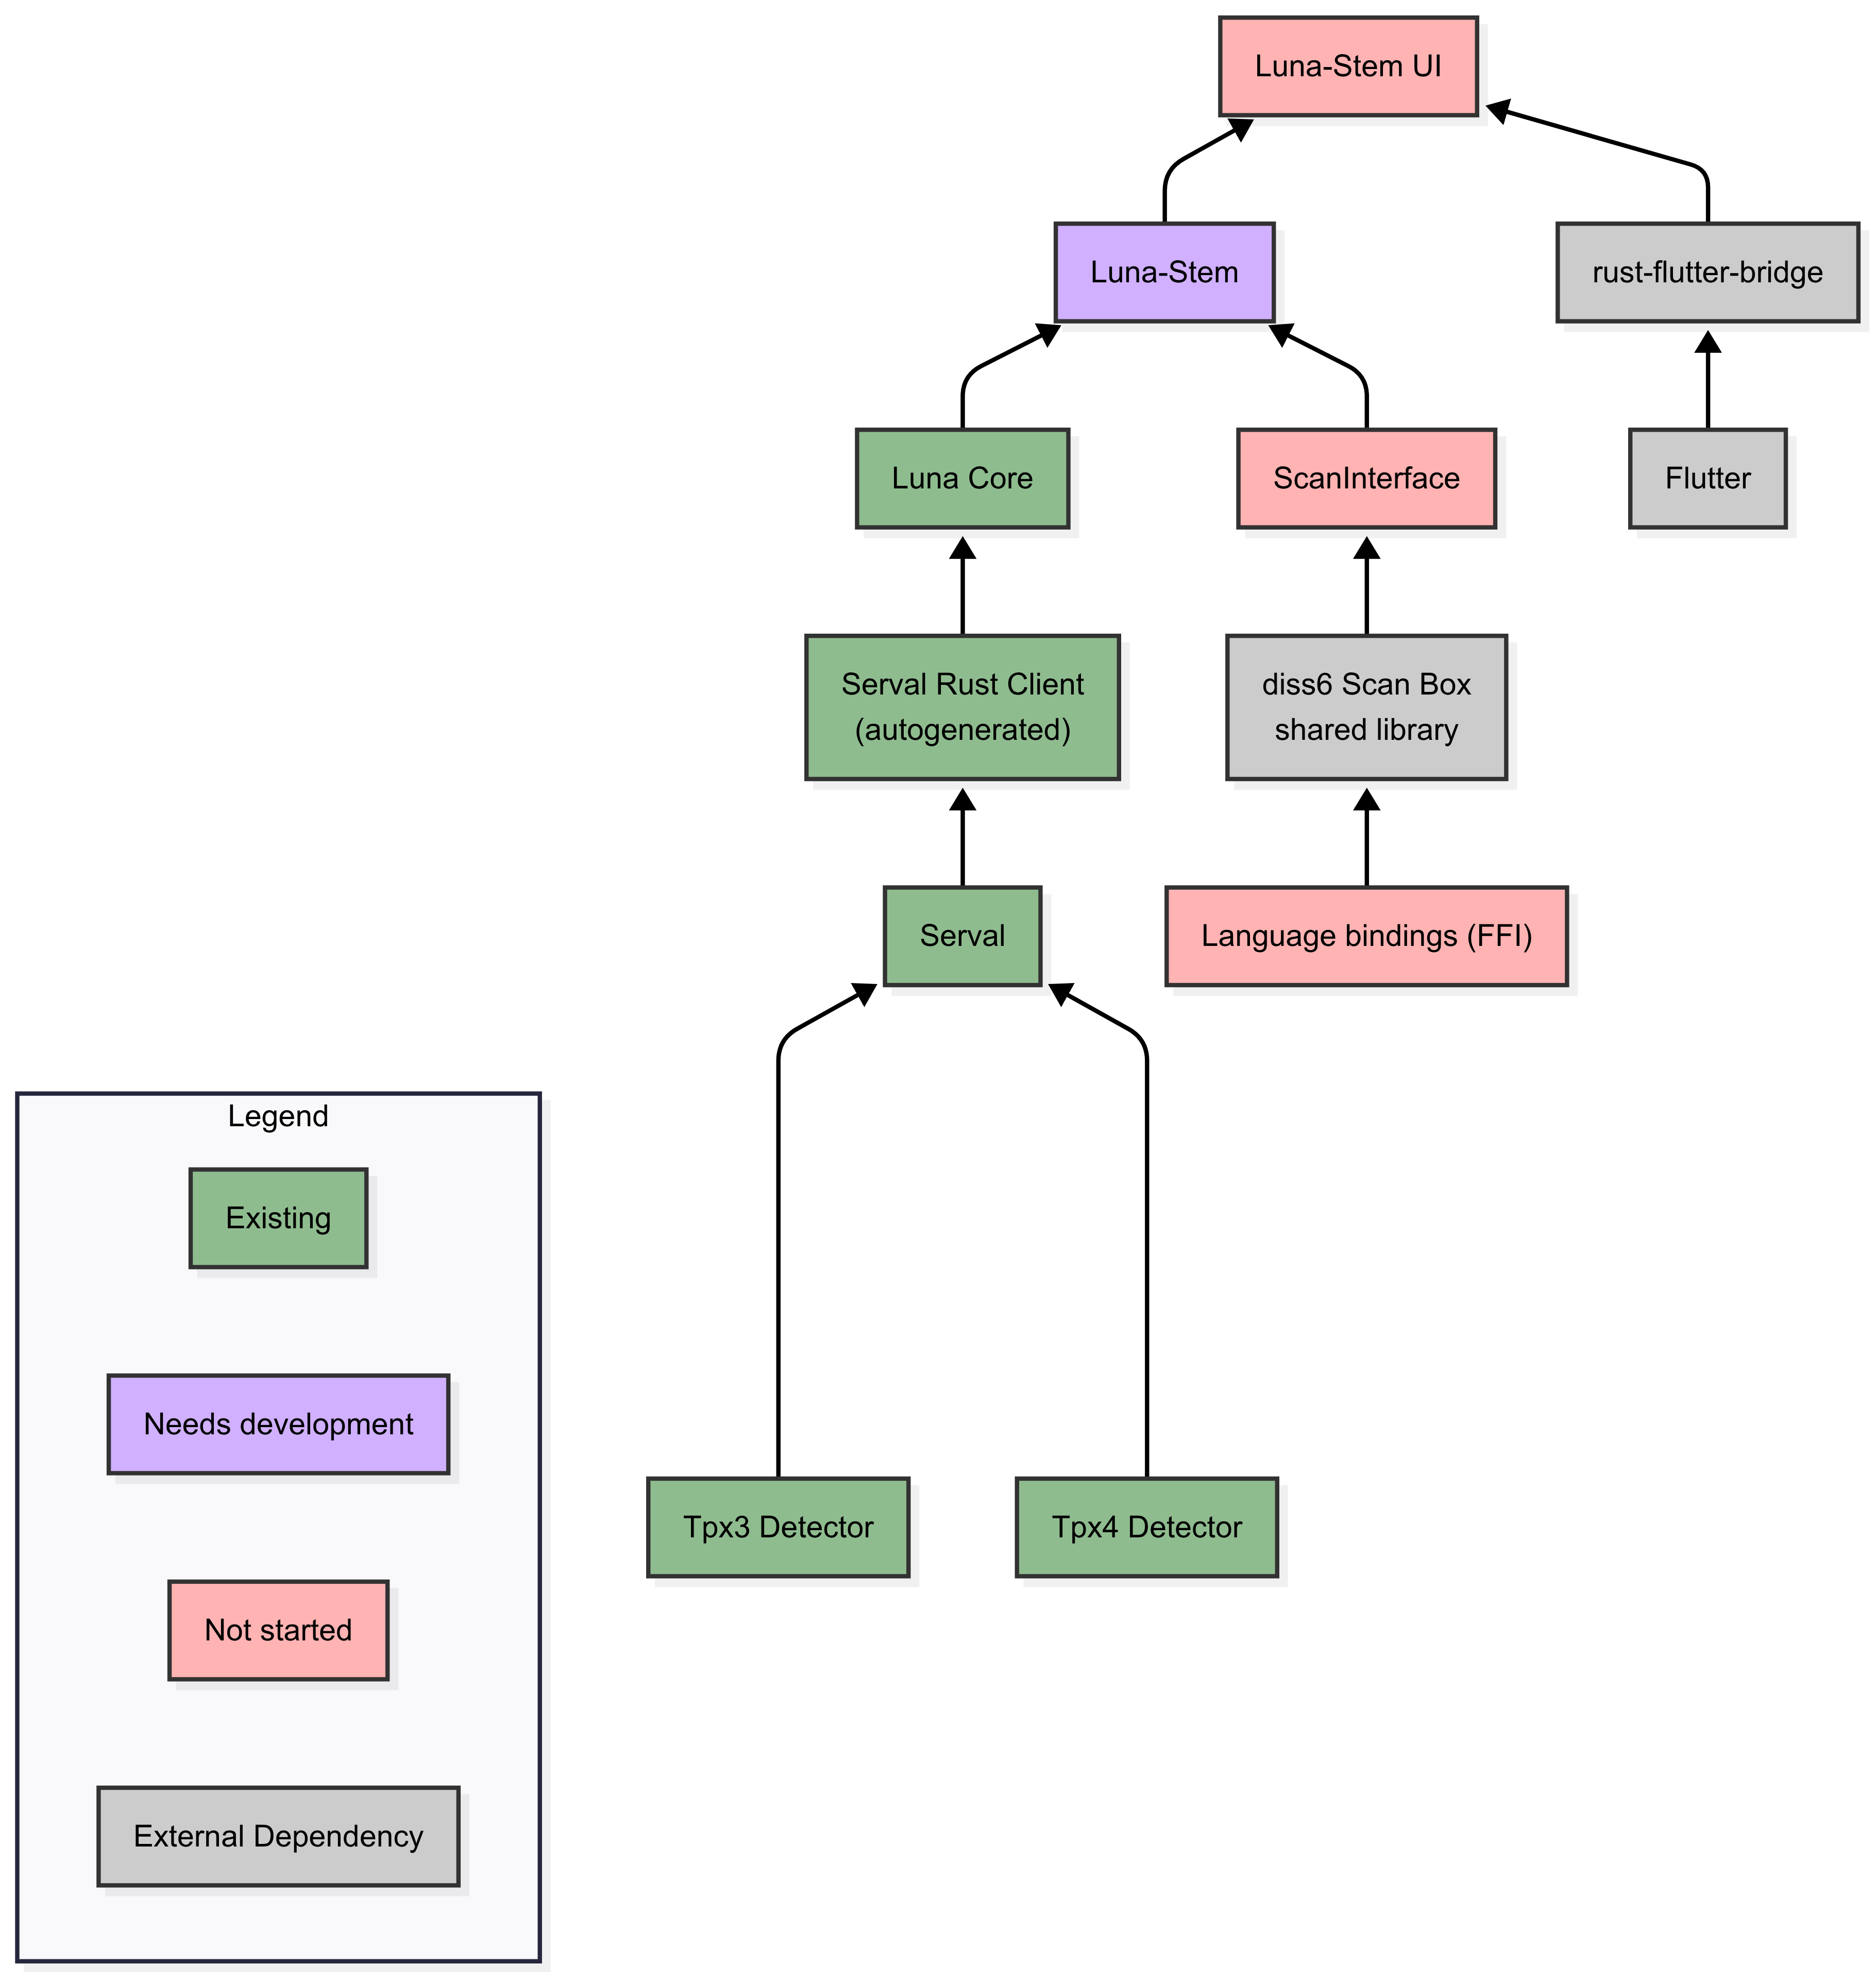 Luna-Stem UI
Luna-Stem
rust-flutter-bridge
Luna Core
ScanInterface
Flutter
Serval Rust Client
(autogenerated)
diss6 Scan Box
shared library
Serval
Language bindings (FFI)
Legend
Existing
Needs development
Tpx3 Detector
Tpx4 Detector
Not started
External Dependency